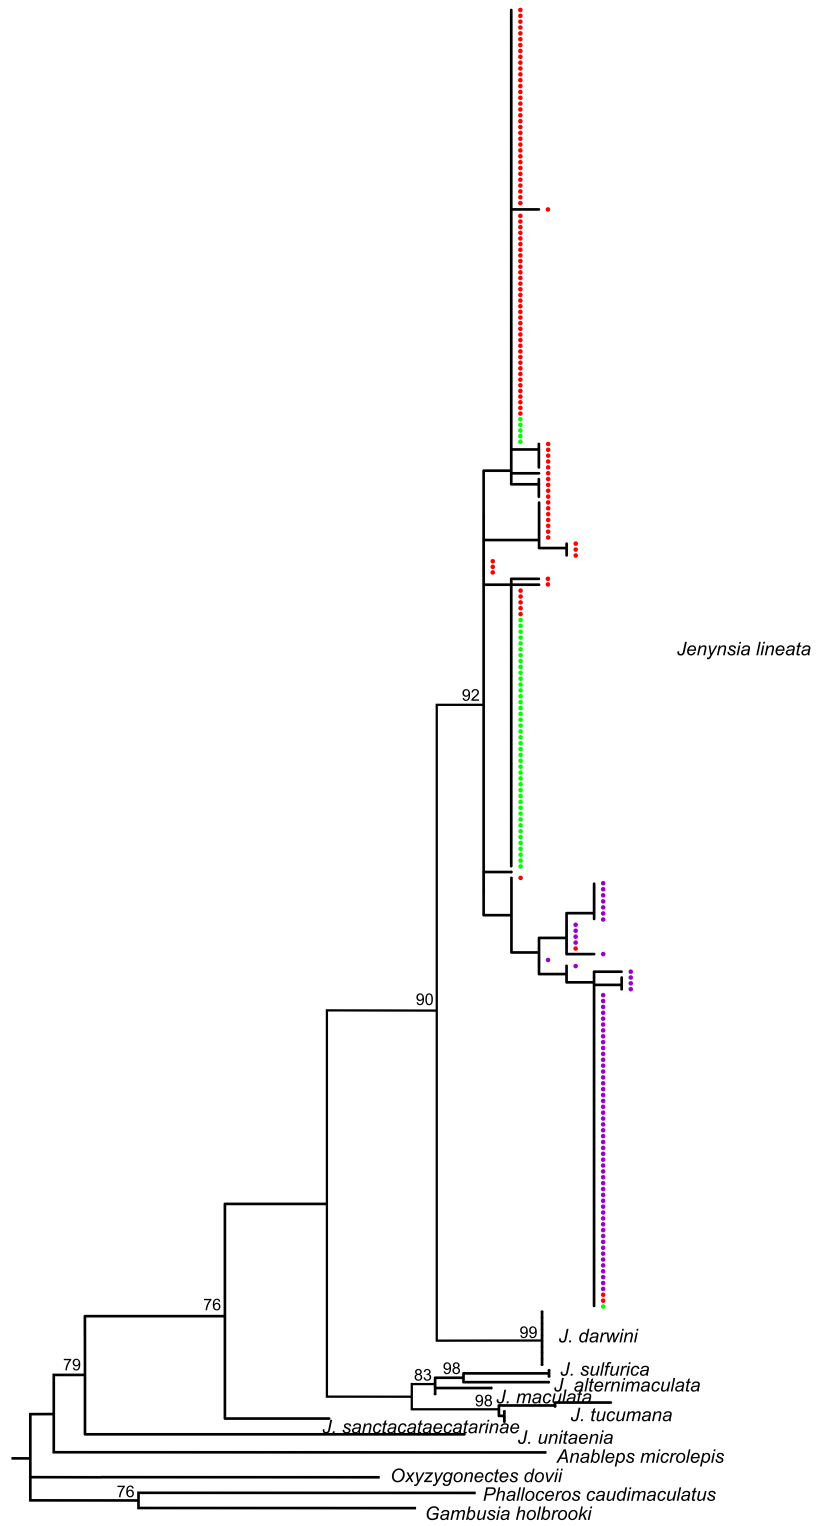 Jenynsia lineata
92
90
76
99
J. darwini
79
83
98
J. sulfurica
J. alternimaculata
J. maculata
98
J. tucumana
J. sanctacataecatarinae
J. unitaenia
Anableps microlepis
Oxyzygonectes dovii
76
Phalloceros caudimaculatus
Gambusia holbrooki